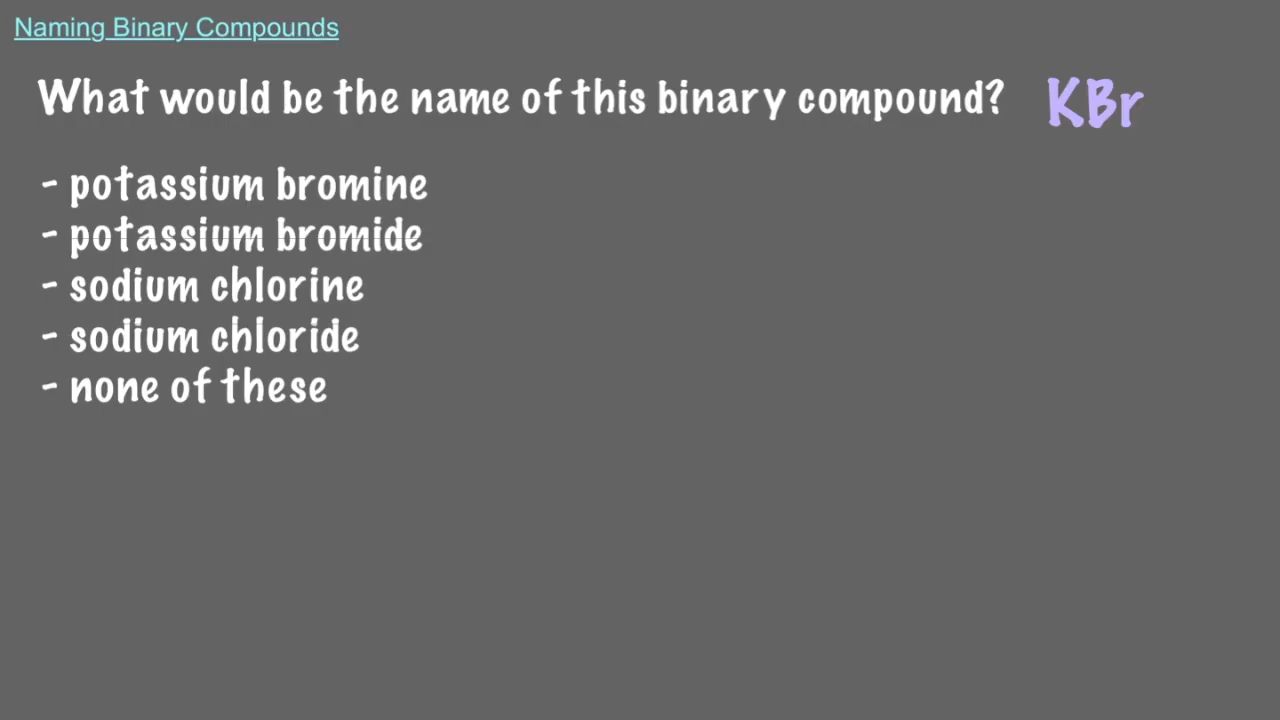 Naming Binary Compounds
What would be the name of this binary compound? KBr
- potassium bromine
- potassium bromide
- sodium chlorine
- sodium chloride
- none of these